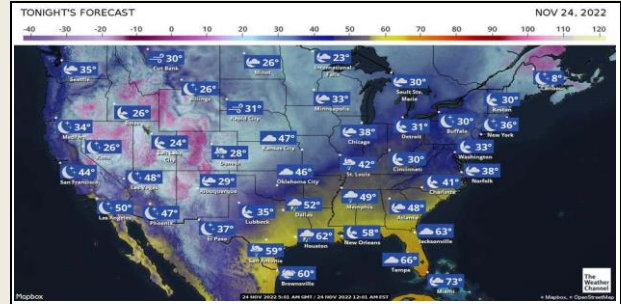 TONIGHT'S FORECAST
NOV 24, 2022
-40 -30 -20 -10 0 10 20 30 40 50 60 70 80 90 100 110 120
35°
Seattle
30°
Cut Bank
26°
Minot
23°
International
Falls
8°
Caribou
26°
Billings
33°
Minneapolis
30°
Sault Ste.
Marie
30°
Boston
26°
Boise
31°
Rapid City
34°
Medford
47°
Kansas City
38°
Chicago
31°
Detroit
30°
Buffalo
36°
New York
26°
Reno
24°
Salt Lake
City
28°
Denver
42°
St. Louis
30°
Cincinnati
33°
Washington
44°
San Francisco
48°
Las Vegas
29°
Albuquerque
46°
Oklahoma City
38°
Norfolk
41°
Charlotte
50°
Los Angeles
47°
Phoenix
35°
Lubbock
52°
Dallas
49°
Memphis
48°
Atlanta
37°
El Paso
62°
Houston
58°
New Orleans
63°
Jacksonville
59°
San Antonio
66°
Tampa
60°
Brownsville
73°
Miami
The
Weather
Channel
Mapbox
24 NOV 2022 5:01 AM GMT / 24 NOV 2022 12:01 AM EST
© Mapbox, © OpenStreetMap